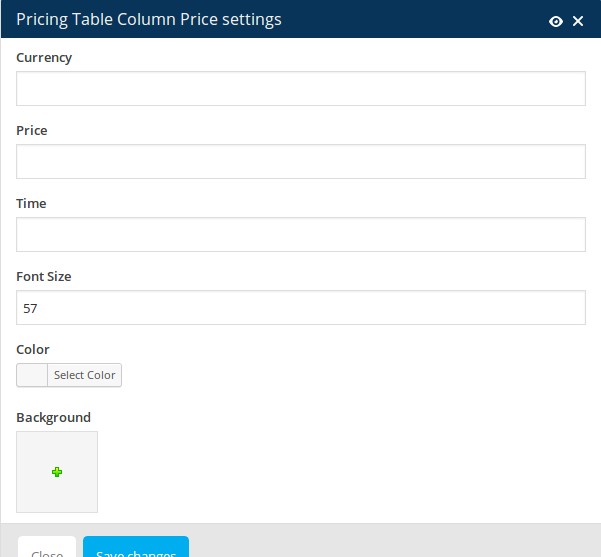 Pricing Table Column Price settings
Currency
Price
Time
Font Size
57
Color
Select Color
Background
Close
Save changes